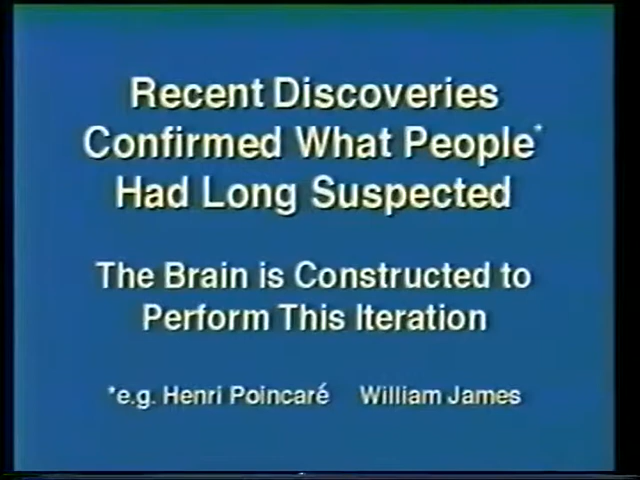 Recent Discoveries
Confirmed What People*
Had Long Suspected
The Brain is Constructed to
Perform This Iteration
*e.g. Henri Poincaré William James